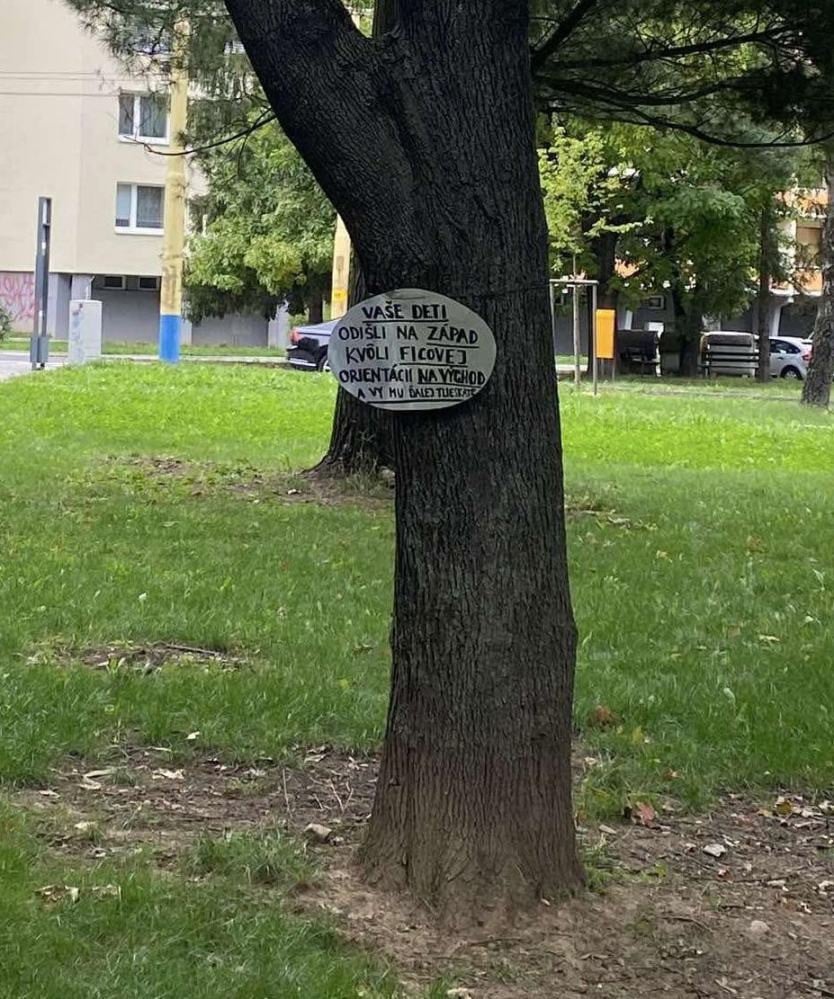 VAŠE DETI
ODIŠLI NA ZÁPAD
KVÔLI FICOVEJ
ORIENTÁCII NA VÝCHOD
A VY MU ĎALEJ TLIESKATE